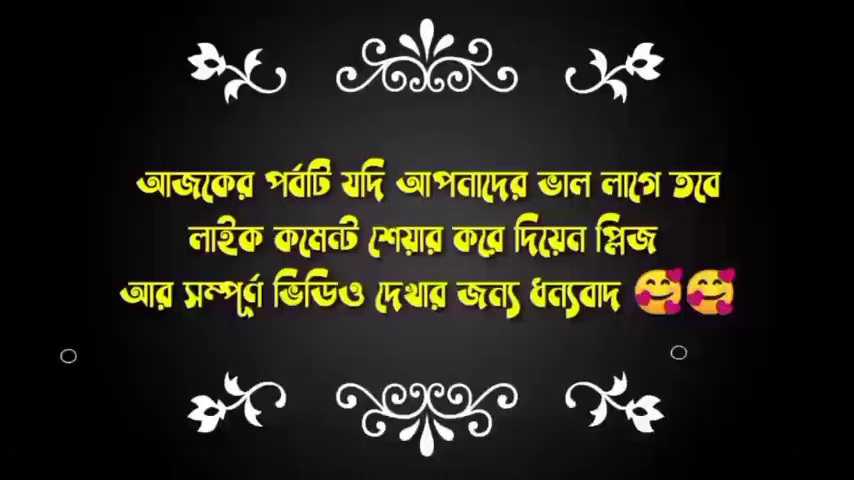 আজকের পর্বটি যদি আপনাদের ভাল লাগে তবে
লাইক কমেন্ট শেয়ার করে দিয়েন প্লিজ
আর সম্পূর্ণ ভিডিও দেখার জন্য ধন্যবাদ 🥰🥰